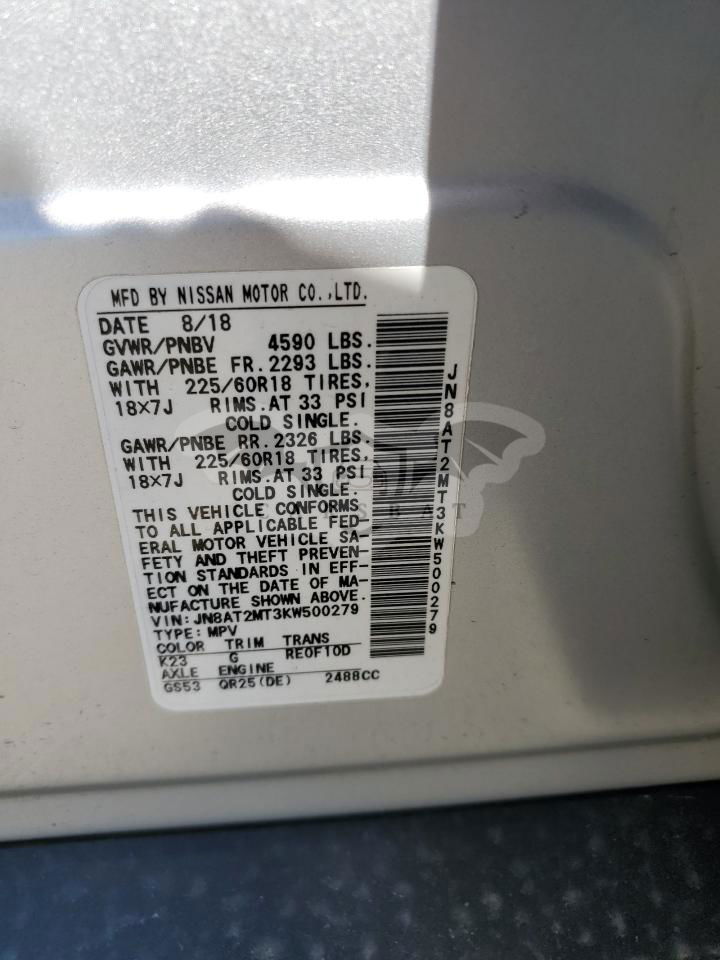 MFD BY NISSAN MOTOR CO.,LTD.
DATE 8/18
GVWR/PNBV 4590 LBS.
GAWR/PNBE FR. 2293 LBS.
WITH 225/60R18 TIRES,
18X7J RIMS. AT 33 PSI
COLD SINGLE.
GAWR/PNBE RR. 2326 LBS.
WITH 225/60R18 TIRES,
18X7J RIMS. AT 33 PSI
COLD SINGLE.
THIS VEHICLE CONFORMS
TO ALL APPLICABLE FED-
ERAL MOTOR VEHICLE SA-
FETY AND THEFT PREVEN-
TION STANDARDS IN EFF-
ECT ON THE DATE OF MA-
NUFACTURE SHOWN ABOVE.
VIN: JN8AT2MT3KW500279
TYPE: MPV
COLOR TRIM TRANS
K23 G RE0F10D
AXLE ENGINE
GS53 QR25(DE) 2488CC
JN8AT2MT3KW500279